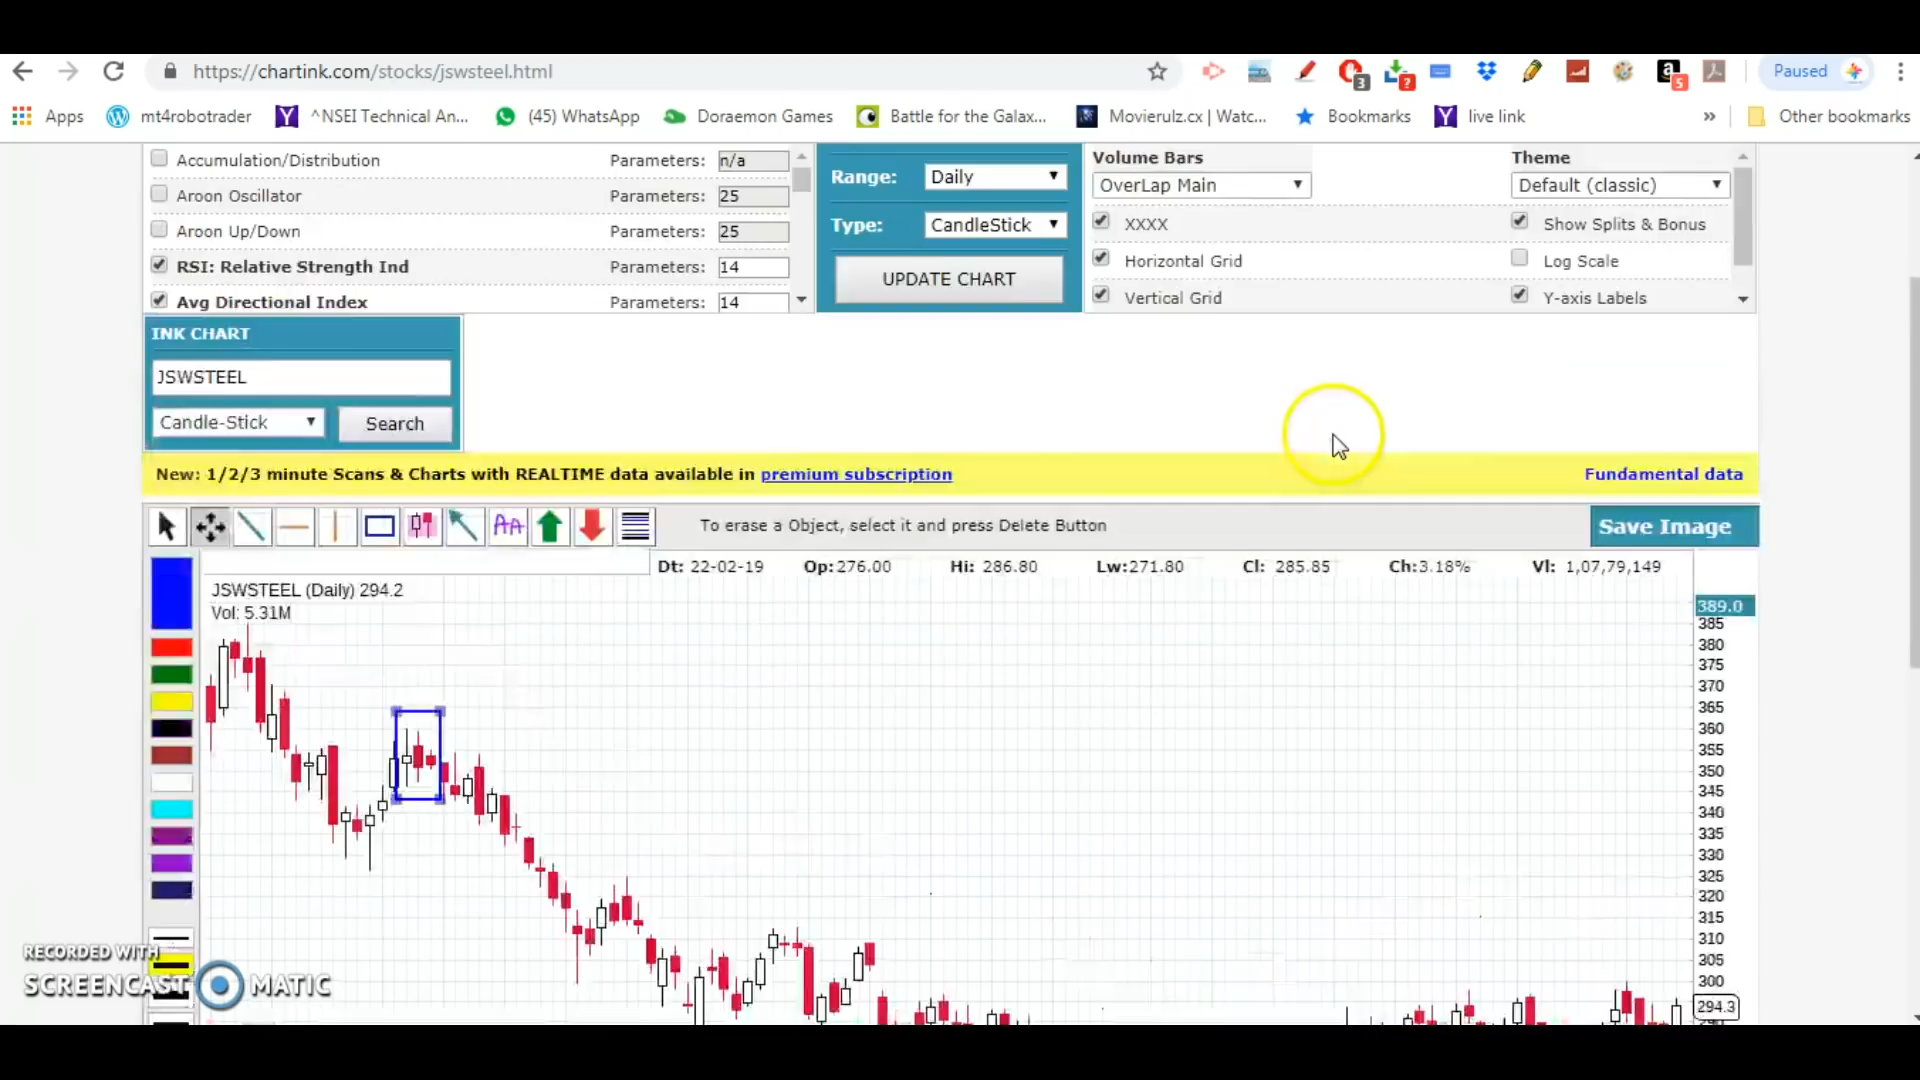 https://chartink.com/stocks/jswsteel.html
3
?
a
5
Paused
Apps
mt4robotrader
^NSEI Technical An...
(45) WhatsApp
Doraemon Games
Battle for the Galax...
Movierulz.cx | Watc...
Bookmarks
live link
»
Other bookmarks
Accumulation/Distribution Parameters: n/a
Aroon Oscillator Parameters: 25
Aroon Up/Down Parameters: 25
RSI: Relative Strength Ind Parameters: 14
Avg Directional Index Parameters: 14
Range: Daily
Type: CandleStick
UPDATE CHART
Volume Bars
OverLap Main
XXXX
Horizontal Grid
Vertical Grid
Theme
Default (classic)
Show Splits & Bonus
Log Scale
Y-axis Labels
INK CHART
JSWSTEEL
Candle-Stick Search
New: 1/2/3 minute Scans & Charts with REALTIME data available in premium subscription
Fundamental data
AA
To erase a Object, select it and press Delete Button
Save Image
Dt: 22-02-19 Op:276.00 Hi: 286.80 Lw:271.80 Cl: 285.85 Ch:3.18% Vl: 1,07,79,149
JSWSTEEL (Daily) 294.2
Vol: 5.31M
389.0
385
380
375
370
365
360
355
350
345
340
335
330
325
320
315
310
305
300
294.3
RECORDED WITH
SCREENCAST MATIC